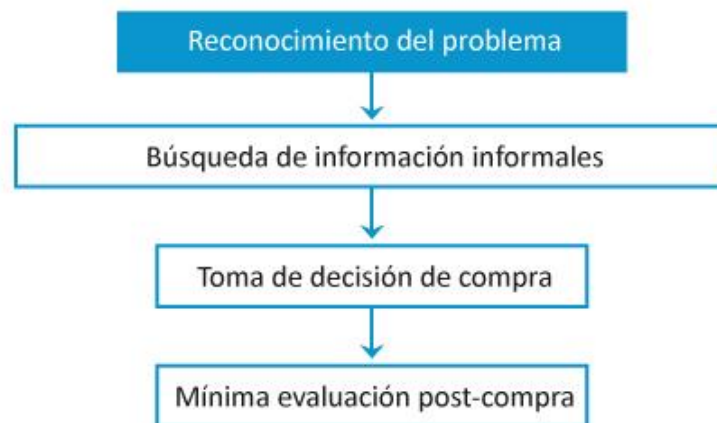 Reconocimiento del problema
Búsqueda de información informales
Toma de decisión de compra
Mínima evaluación post-compra